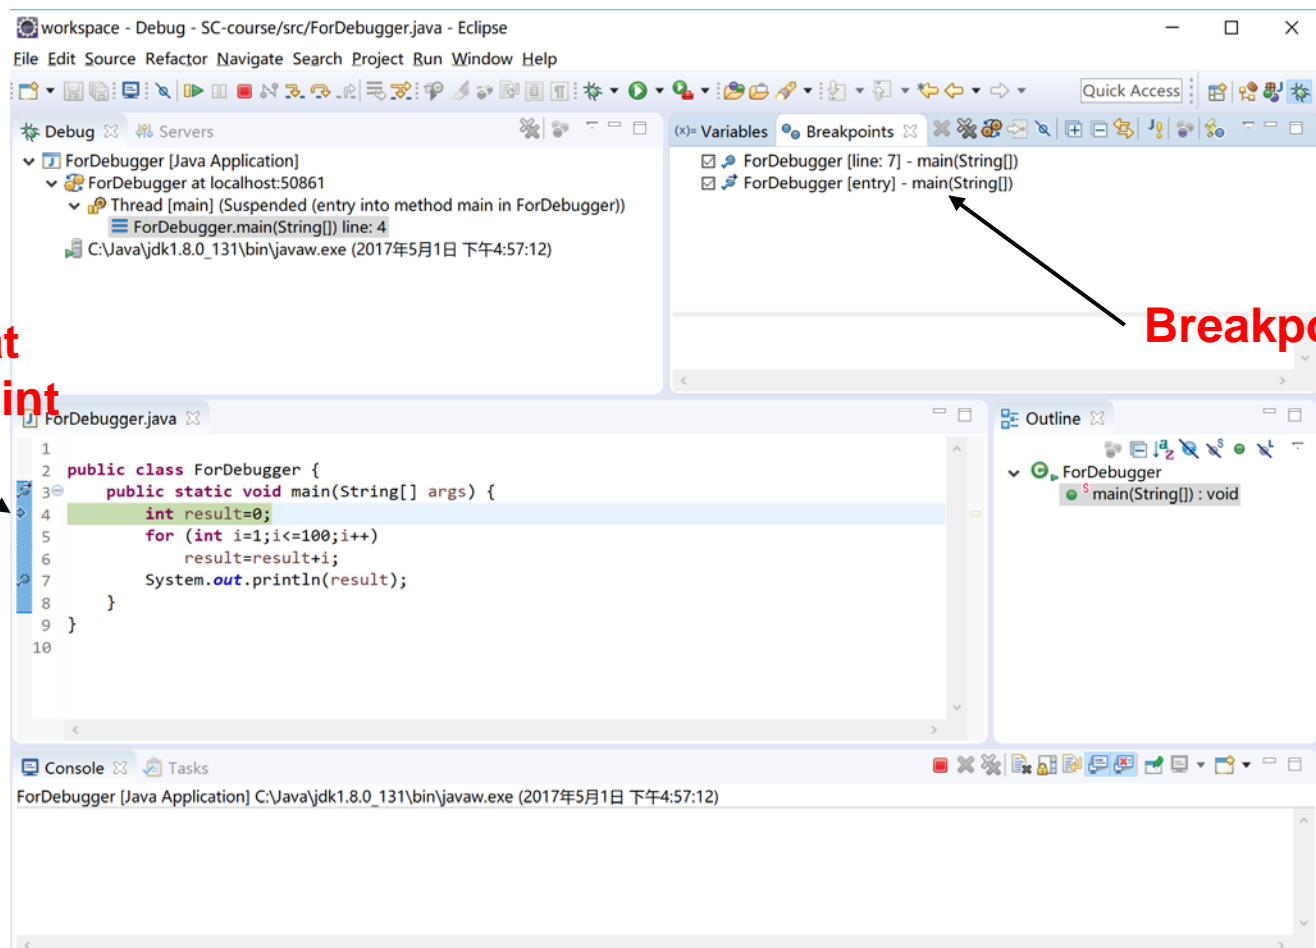 workspace - Debug - SC-course/src/ForDebugger.java - Eclipse
File Edit Source Refactor Navigate Search Project Run Window Help
Quick Access
Debug Servers
ForDebugger [Java Application]
ForDebugger at localhost:50861
Thread [main] (Suspended (entry into method main in ForDebugger))
ForDebugger.main(String[]) line: 4
C:\Java\jdk1.8.0_131\bin\javaw.exe (2017年5月1日 下午4:57:12)
(x)= Variables Breakpoints
ForDebugger [line: 7] - main(String[])
ForDebugger [entry] - main(String[])
Breakpo
int
ForDebugger.java
1
2 public class ForDebugger {
3 public static void main(String[] args) {
4 int result=0;
5 for (int i=1;i<=100;i++)
6 result=result+i;
7 System.out.println(result);
8 }
9 }
10
Outline
ForDebugger
main(String[]) : void
Console Tasks
ForDebugger [Java Application] C:\Java\jdk1.8.0_131\bin\javaw.exe (2017年5月1日 下午4:57:12)